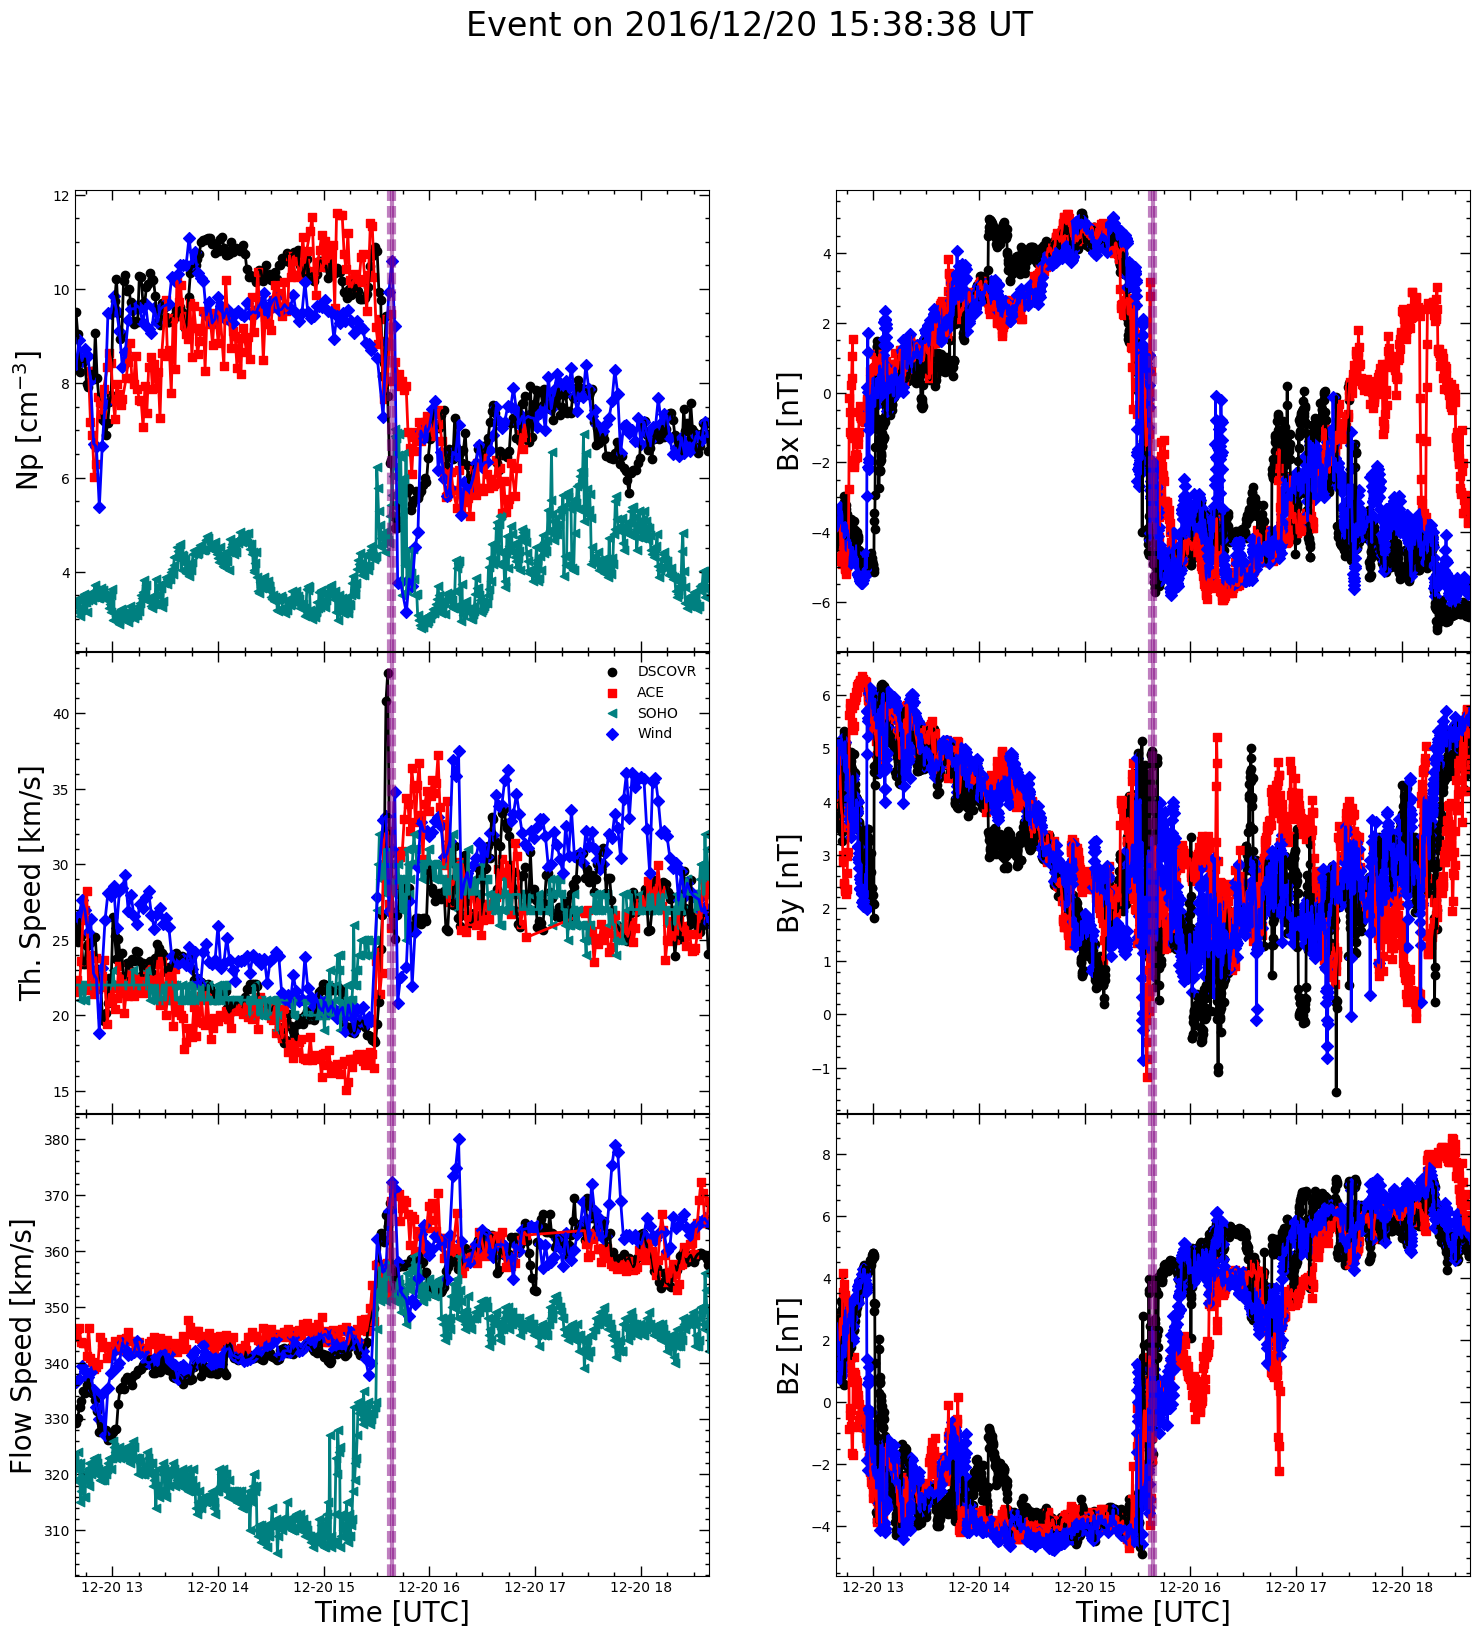 Event on 2016/12/20 15:38:38 UT
12
10
8
6
4
Np [cm⁻³]
40
35
30
25
20
15
Th. Speed [km/s]
DSCOVR
ACE
SOHO
Wind
380
370
360
350
340
330
320
310
Flow Speed [km/s]
12-20 13 12-20 14 12-20 15 12-20 16 12-20 17 12-20 18
Time [UTC]
4
2
0
−2
−4
−6
Bx [nT]
6
5
4
3
2
1
0
−1
By [nT]
8
6
4
2
0
−2
−4
Bz [nT]
12-20 13 12-20 14 12-20 15 12-20 16 12-20 17 12-20 18
Time [UTC]